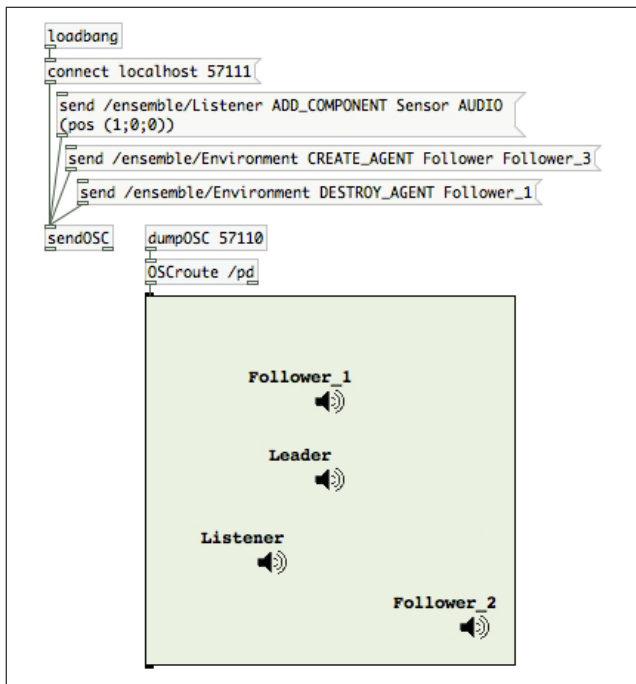 loadbang
connect localhost 57111
send /ensemble/Listener ADD_COMPONENT Sensor AUDIO
(pos (1;0;0))
send /ensemble/Environment CREATE_AGENT Follower Follower_3
send /ensemble/Environment DESTROY_AGENT Follower_1
sendOSC
dumpOSC 57110
OSCroute /pd
Follower_1
Leader
Listener
Follower_2